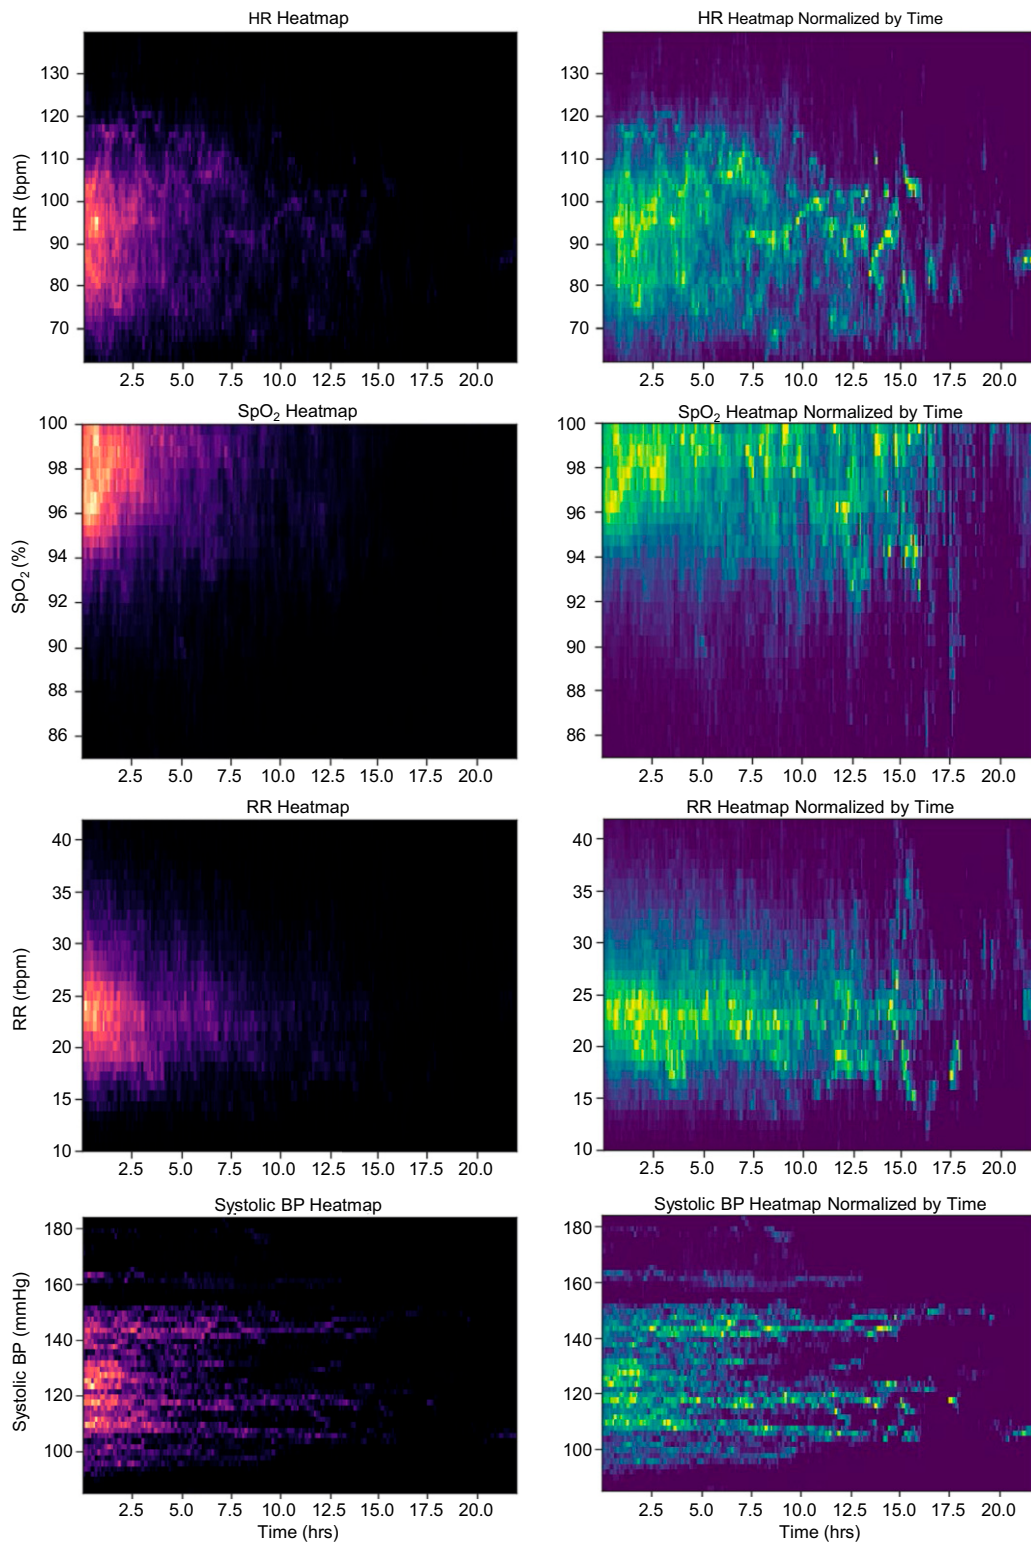 HR Heatmap
HR Heatmap Normalized by Time
HR (bpm)
130
120
110
100
90
80
70
2.5 5.0 7.5 10.0 12.5 15.0 17.5 20.0
130
120
110
100
90
80
70
2.5 5.0 7.5 10.0 12.5 15.0 17.5 20.0
SpO₂ Heatmap
SpO₂ Heatmap Normalized by Time
SpO₂ (%)
100
98
96
94
92
90
88
86
2.5 5.0 7.5 10.0 12.5 15.0 17.5 20.0
100
98
96
94
92
90
88
86
2.5 5.0 7.5 10.0 12.5 15.0 17.5 20.0
RR Heatmap
RR Heatmap Normalized by Time
RR (rbpm)
40
35
30
25
20
15
10
2.5 5.0 7.5 10.0 12.5 15.0 17.5 20.0
40
35
30
25
20
15
10
2.5 5.0 7.5 10.0 12.5 15.0 17.5 20.0
Systolic BP Heatmap
Systolic BP Heatmap Normalized by Time
Systolic BP (mmHg)
180
160
140
120
100
2.5 5.0 7.5 10.0 12.5 15.0 17.5 20.0
Time (hrs)
180
160
140
120
100
2.5 5.0 7.5 10.0 12.5 15.0 17.5 20.0
Time (hrs)